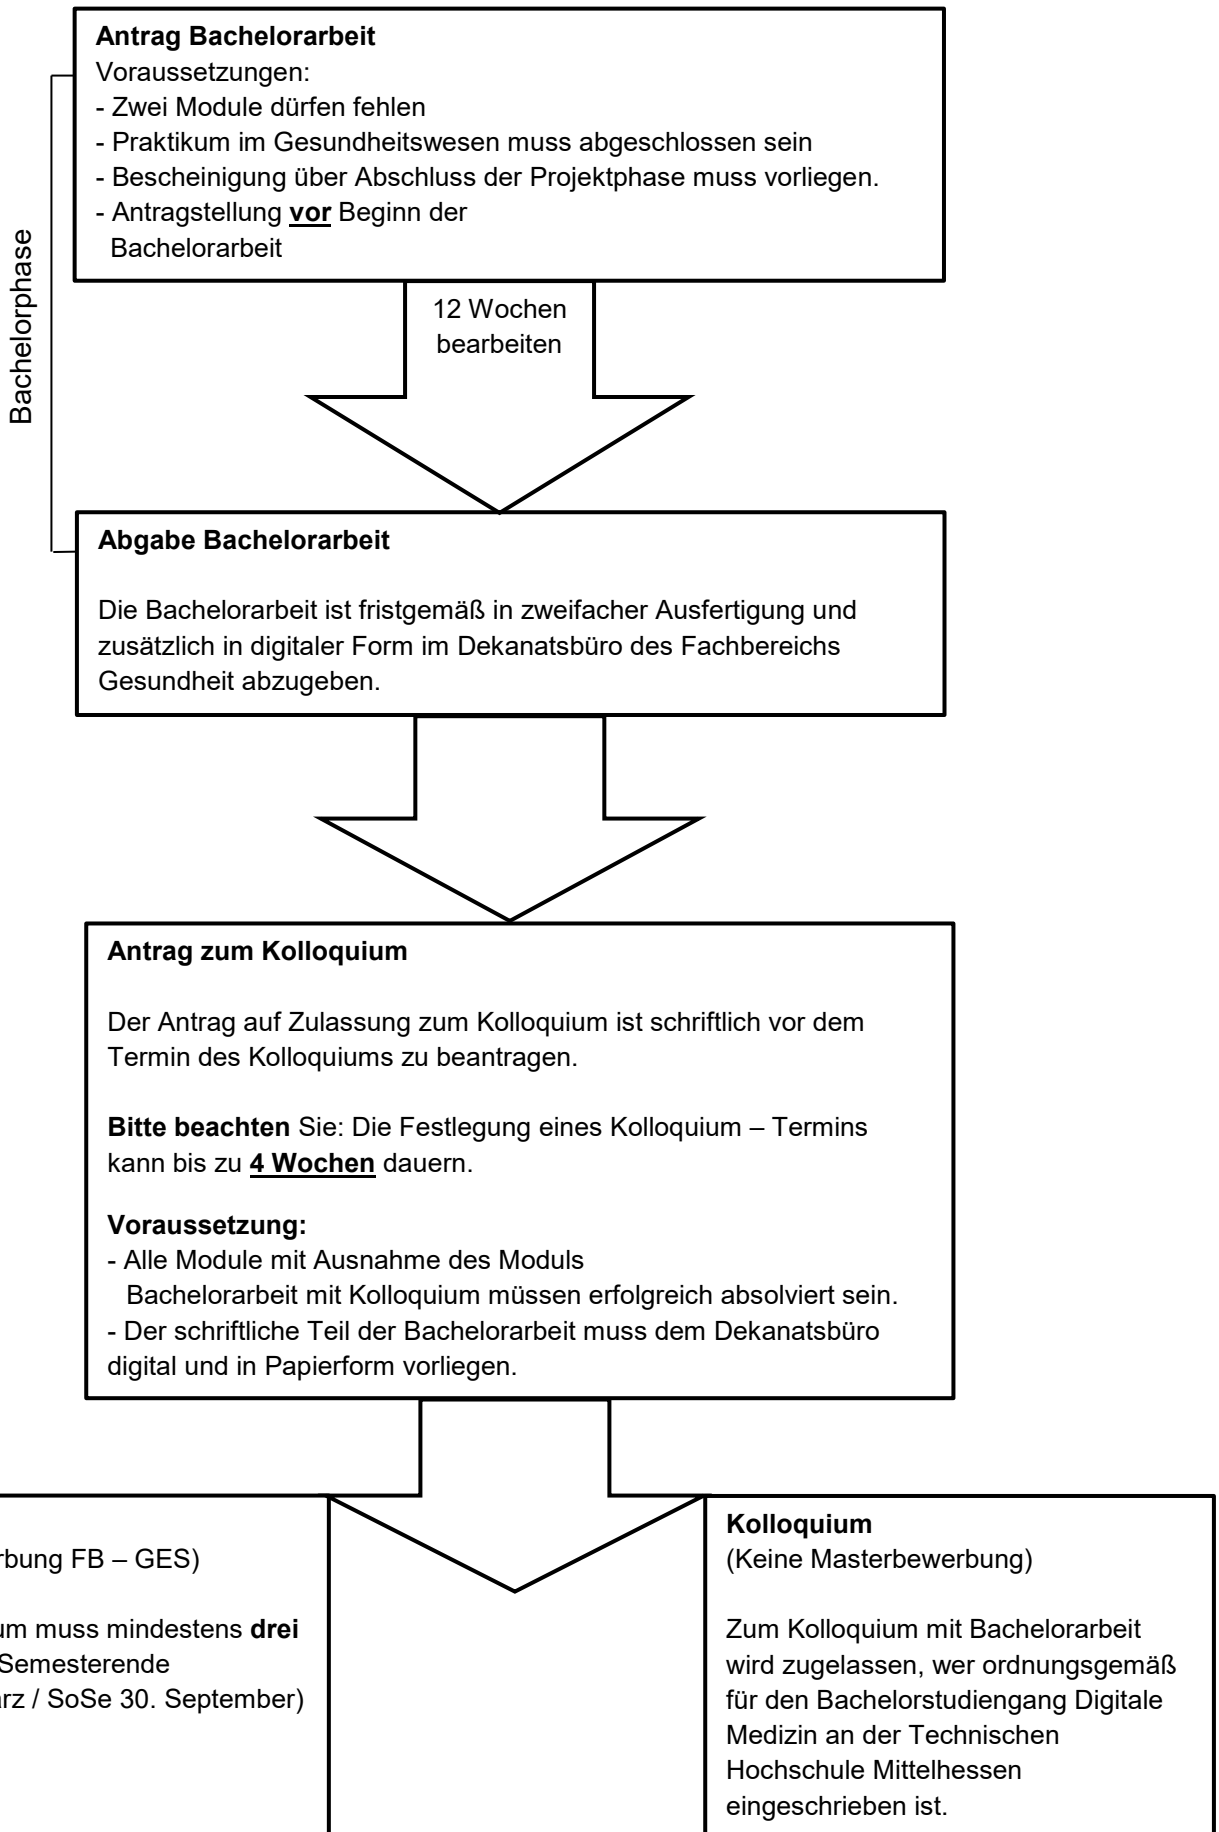 Antrag Bachelorarbeit
Voraussetzungen:
- Zwei Module dürfen fehlen
- Praktikum im Gesundheitswesen muss abgeschlossen sein
- Bescheinigung über Abschluss der Projektphase muss vorliegen.
- Antragstellung vor Beginn der
Bachelorarbeit
Bachelorphase
12 Wochen
bearbeiten
Abgabe Bachelorarbeit
Die Bachelorarbeit ist fristgemäß in zweifacher Ausfertigung und
zusätzlich in digitaler Form im Dekanatsbüro des Fachbereichs
Gesundheit abzugeben.
Antrag zum Kolloquium
Der Antrag auf Zulassung zum Kolloquium ist schriftlich vor dem
Termin des Kolloquiums zu beantragen.
Bitte beachten Sie: Die Festlegung eines Kolloquium – Termins
kann bis zu 4 Wochen dauern.
Voraussetzung:
- Alle Module mit Ausnahme des Moduls
Bachelorarbeit mit Kolloquium müssen erfolgreich absolviert sein.
- Der schriftliche Teil der Bachelorarbeit muss dem Dekanatsbüro
digital und in Papierform vorliegen.
rbung FB – GES)
um muss mindestens drei
Semesterende
arz / SoSe 30. September)
Kolloquium
(Keine Masterbewerbung)
Zum Kolloquium mit Bachelorarbeit
wird zugelassen, wer ordnungsgemäß
für den Bachelorstudiengang Digitale
Medizin an der Technischen
Hochschule Mittelhessen
eingeschrieben ist.